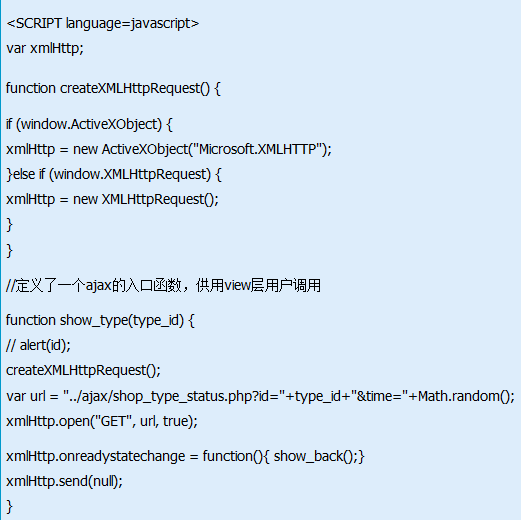 <SCRIPT language=javascript>
var xmlHttp;
function createXMLHttpRequest() {
if (window.ActiveXObject) {
xmlHttp = new ActiveXObject("Microsoft.XMLHTTP");
}else if (window.XMLHttpRequest) {
xmlHttp = new XMLHttpRequest();
}
}
//定义了一个ajax的入口函数，供用view层用户调用
function show_type(type_id) {
// alert(id);
createXMLHttpRequest();
var url = "../ajax/shop_type_status.php?id="+type_id+"&time="+Math.random();
xmlHttp.open("GET", url, true);
xmlHttp.onreadystatechange = function(){ show_back();}
xmlHttp.send(null);
}